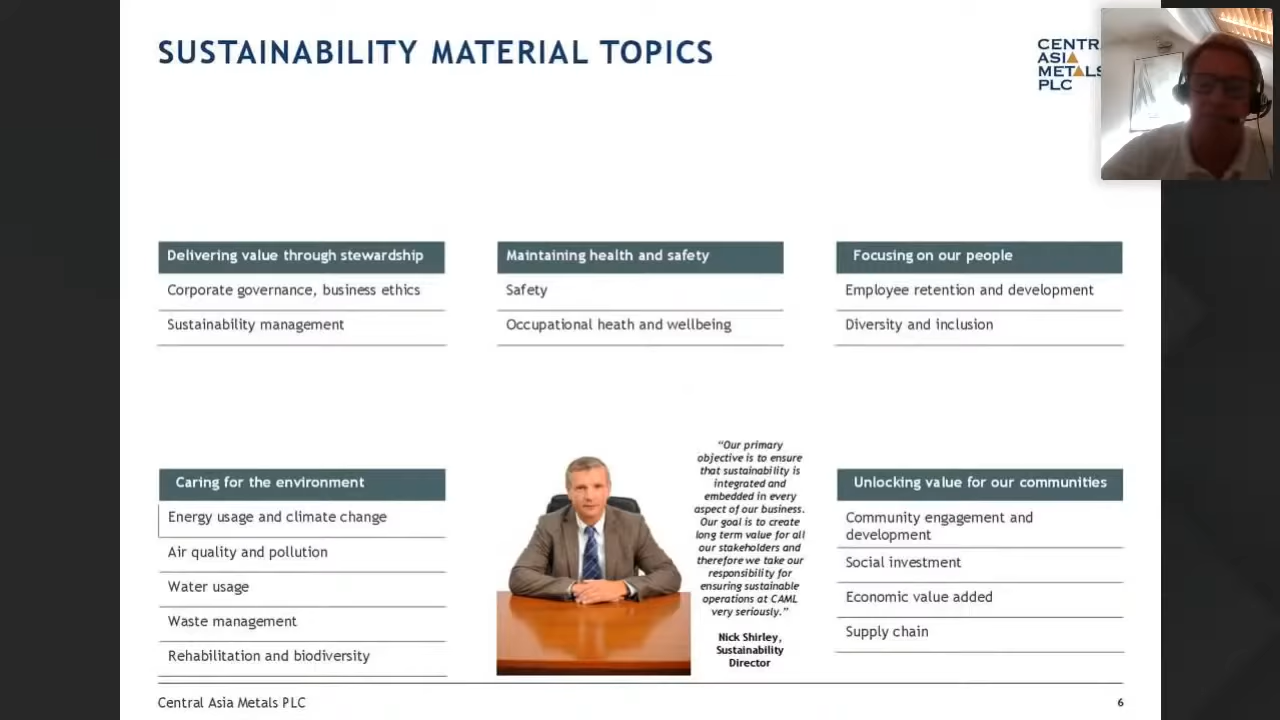 SUSTAINABILITY MATERIAL TOPICS
CENTR
ASIA
METALS
PLC
Delivering value through stewardship
Corporate governance, business ethics
Sustainability management
Maintaining health and safety
Safety
Occupational heath and wellbeing
Focusing on our people
Employee retention and development
Diversity and inclusion
Caring for the environment
Energy usage and climate change
Air quality and pollution
Water usage
Waste management
Rehabilitation and biodiversity
“Our primary
objective is to ensure
that sustainability is
integrated and
embedded in every
aspect of our business.
Our goal is to create
long term value for all
our stakeholders and
therefore we take our
responsibility for
ensuring sustainable
operations at CAML
very seriously.”
Nick Shirley,
Sustainability
Director
Unlocking value for our communities
Community engagement and
development
Social investment
Economic value added
Supply chain
Central Asia Metals PLC
6